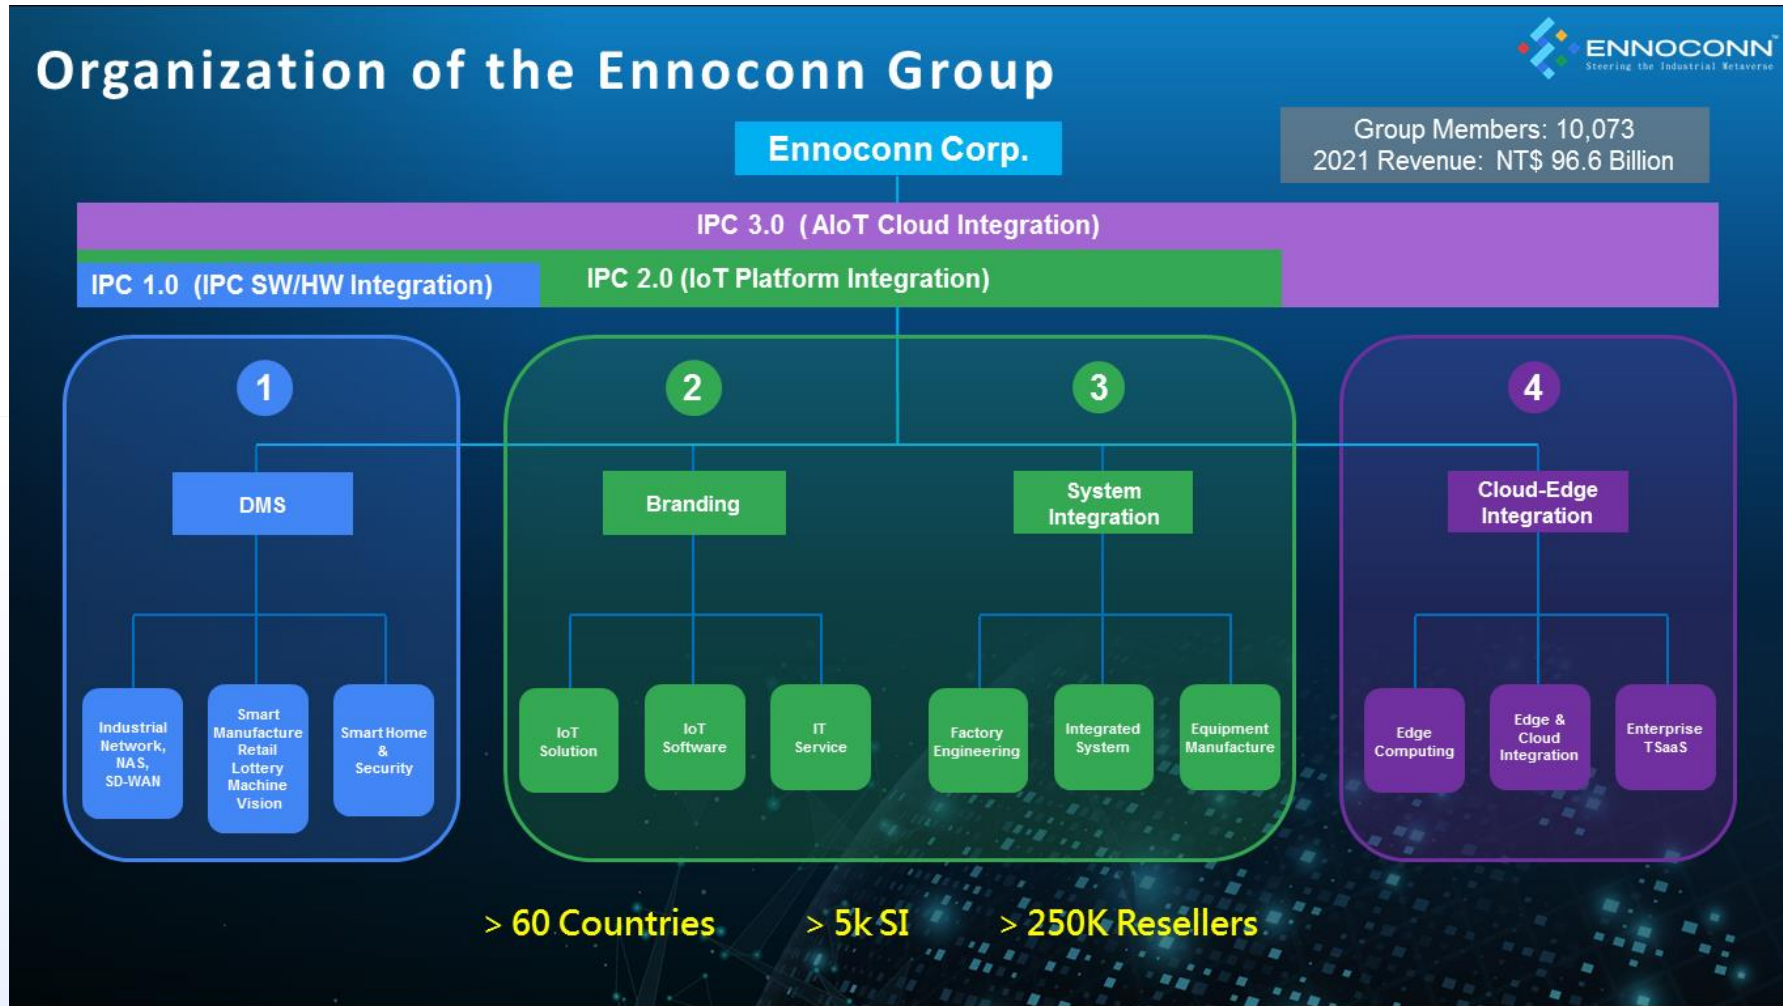 Organization of the Ennoconn Group
ENNOCONN™
Steering the Industrial Metaverse
Ennoconn Corp.
Group Members: 10,073
2021 Revenue: NT$ 96.6 Billion
IPC 3.0 (AIoT Cloud Integration)
IPC 1.0 (IPC SW/HW Integration)
IPC 2.0 (IoT Platform Integration)
1
2
3
4
DMS
Branding
System
Integration
Cloud-Edge
Integration
Industrial
Network,
NAS,
SD-WAN
Smart
Manufacture
Retail
Lottery
Machine
Vision
Smart Home
&
Security
IoT
Solution
IoT
Software
IT
Service
Factory
Engineering
Integrated
System
Equipment
Manufacture
Edge
Computing
Edge &
Cloud
Integration
Enterprise
TSaaS
> 60 Countries
> 5k SI
> 250K Resellers